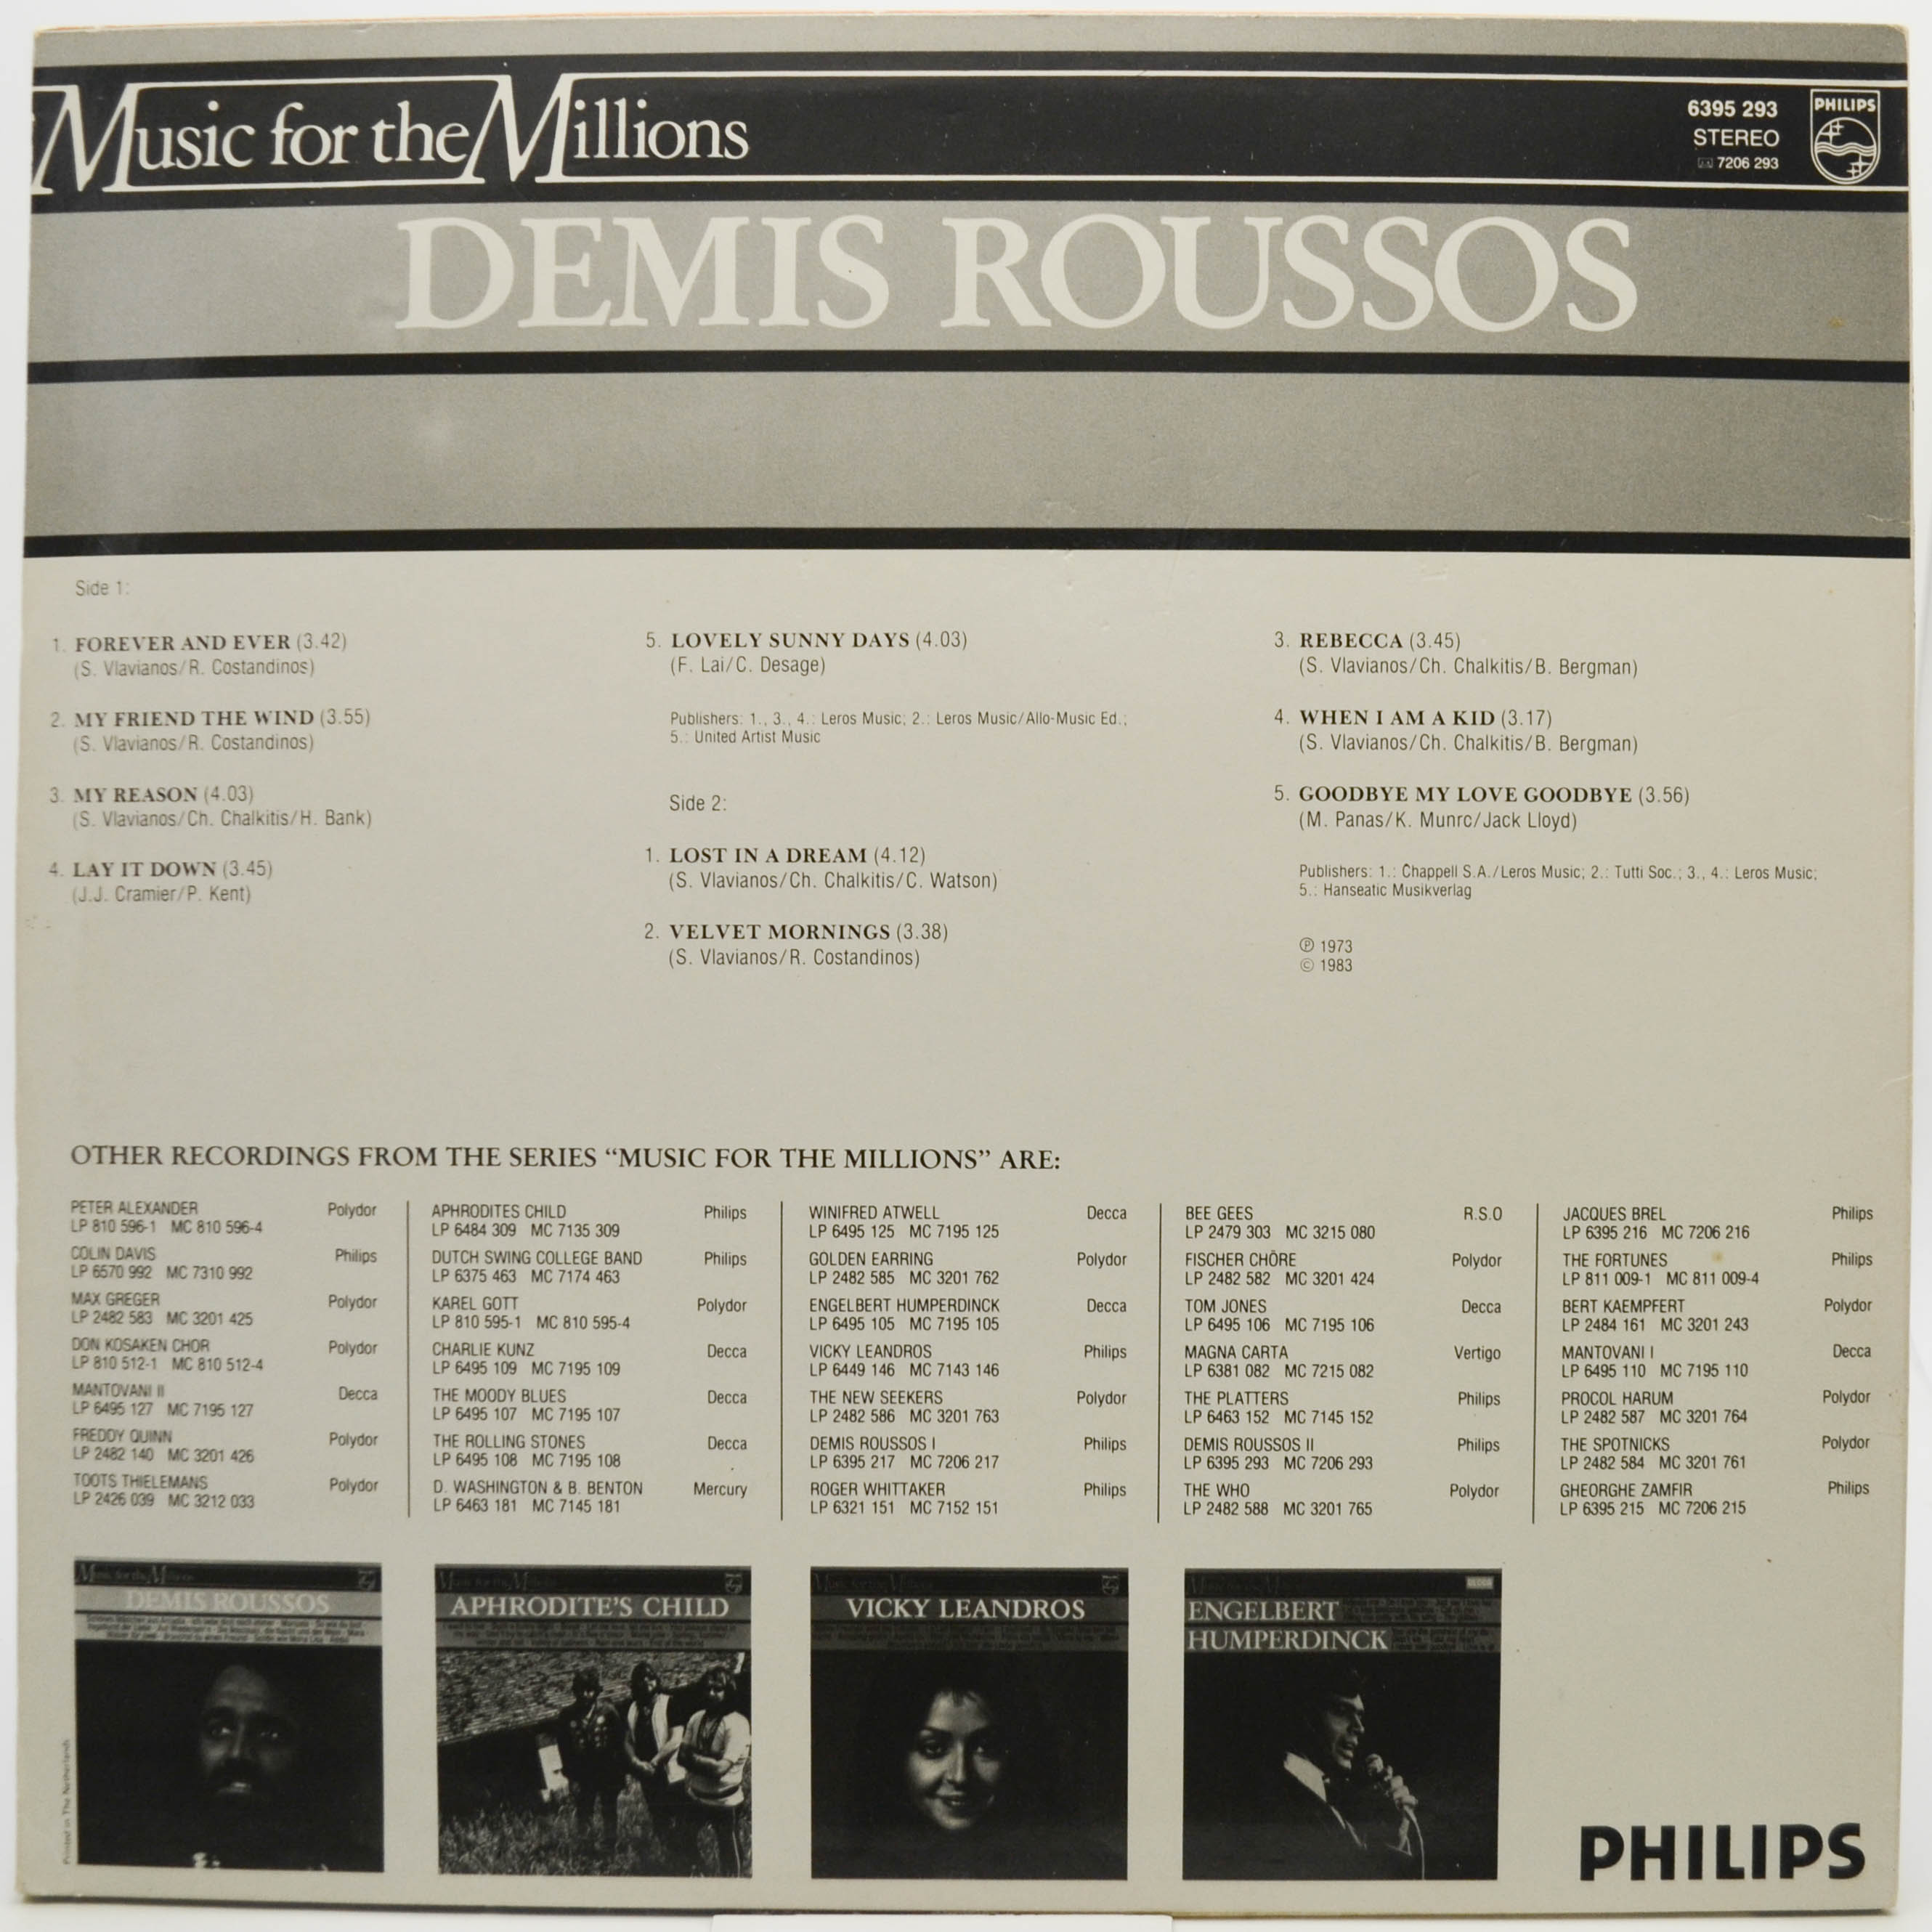 Music for the Millions
6395 293
STEREO
7206 293
PHILIPS
DEMIS ROUSSOS
Side 1:
1. FOREVER AND EVER (3.42)
(S. Vlavianos/R. Costandinos)
2. MY FRIEND THE WIND (3.55)
(S. Vlavianos/R. Costandinos)
3. MY REASON (4.03)
(S. Vlavianos/Ch. Chalkitis/H. Bank)
4. LAY IT DOWN (3.45)
(J.J. Cramier/P. Kent)
5. LOVELY SUNNY DAYS (4.03)
(F. Lai/C. Desage)
Publishers: 1., 3., 4.: Leros Music; 2.: Leros Music/Allo-Music Ed.;
5.: United Artist Music
Side 2:
1. LOST IN A DREAM (4.12)
(S. Vlavianos/Ch. Chalkitis/C. Watson)
2. VELVET MORNINGS (3.38)
(S. Vlavianos/R. Costandinos)
3. REBECCA (3.45)
(S. Vlavianos/Ch. Chalkitis/B. Bergman)
4. WHEN I AM A KID (3.17)
(S. Vlavianos/Ch. Chalkitis/B. Bergman)
5. GOODBYE MY LOVE GOODBYE (3.56)
(M. Panas/K. Munrc/Jack Lloyd)
Publishers: 1.: Chappell S.A./Leros Music; 2.: Tutti Soc.; 3., 4.: Leros Music;
5.: Hanseatic Musikverlag
℗ 1973
© 1983
OTHER RECORDINGS FROM THE SERIES “MUSIC FOR THE MILLIONS” ARE:
PETER ALEXANDER Polydor
LP 810 596-1 MC 810 596-4
COLIN DAVIS Philips
LP 6570 992 MC 7310 992
MAX GREGER Polydor
LP 2482 583 MC 3201 425
DON KOSAKEN CHOR Polydor
LP 810 512-1 MC 810 512-4
MANTOVANI II Decca
LP 6495 127 MC 7195 127
FREDDY QUINN Polydor
LP 2482 140 MC 3201 426
TOOTS THIELEMANS Polydor
LP 2426 039 MC 3212 033
APHRODITES CHILD Philips
LP 6484 309 MC 7135 309
DUTCH SWING COLLEGE BAND Philips
LP 6375 463 MC 7174 463
KAREL GOTT Polydor
LP 810 595-1 MC 810 595-4
CHARLIE KUNZ Decca
LP 6495 109 MC 7195 109
THE MOODY BLUES Decca
LP 6495 107 MC 7195 107
THE ROLLING STONES Decca
LP 6495 108 MC 7195 108
D. WASHINGTON & B. BENTON Mercury
LP 6463 181 MC 7145 181
WINIFRED ATWELL Decca
LP 6495 125 MC 7195 125
GOLDEN EARRING Polydor
LP 2482 585 MC 3201 762
ENGELBERT HUMPERDINCK Decca
LP 6495 105 MC 7195 105
VICKY LEANDROS Philips
LP 6449 146 MC 7143 146
THE NEW SEEKERS Polydor
LP 2482 586 MC 3201 763
DEMIS ROUSSOS I Philips
LP 6395 217 MC 7206 217
ROGER WHITTAKER Philips
LP 6321 151 MC 7152 151
BEE GEES R.S.O
LP 2479 303 MC 3215 080
FISCHER CHÖRE Polydor
LP 2482 582 MC 3201 424
TOM JONES Decca
LP 6495 106 MC 7195 106
MAGNA CARTA Vertigo
LP 6381 082 MC 7215 082
THE PLATTERS Philips
LP 6463 152 MC 7145 152
DEMIS ROUSSOS II Philips
LP 6395 293 MC 7206 293
THE WHO Polydor
LP 2482 588 MC 3201 765
JACQUES BREL Philips
LP 6395 216 MC 7206 216
THE FORTUNES Philips
LP 811 009-1 MC 811 009-4
BERT KAEMPFERT Polydor
LP 2484 161 MC 3201 243
MANTOVANI I Decca
LP 6495 110 MC 7195 110
PROCOL HARUM Polydor
LP 2482 587 MC 3201 764
THE SPOTNICKS Polydor
LP 2482 584 MC 3201 761
GHEORGHE ZAMFIR Philips
LP 6395 215 MC 7206 215
Music for the Millions
DEMIS ROUSSOS
Music for the Millions
APHRODITE'S CHILD
Music for the Millions
VICKY LEANDROS
Music for the Millions
DECCA
ENGELBERT
HUMPERDINCK
Printed in The Netherlands
PHILIPS